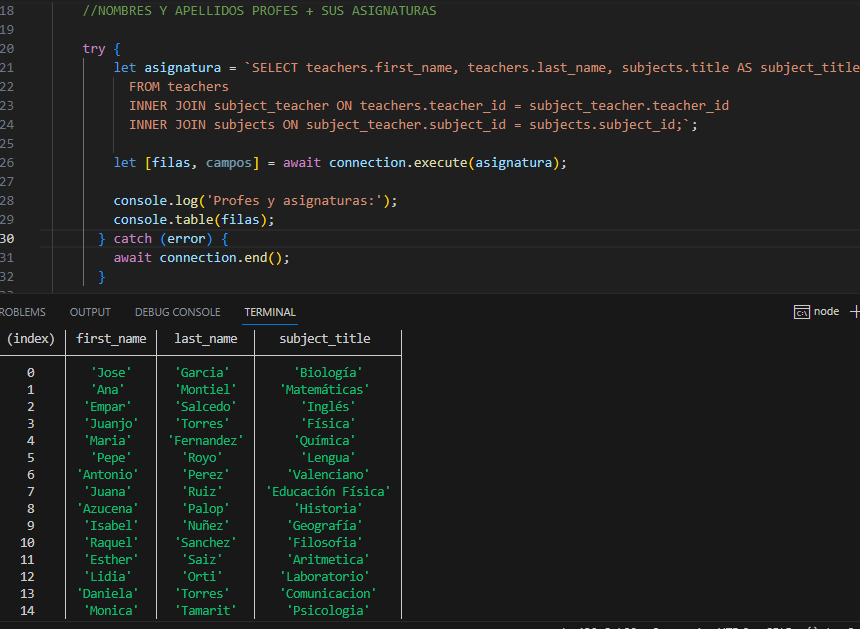 18 //NOMBRES Y APELLIDOS PROFES + SUS ASIGNATURAS
19
20 try {
21 let asignatura = `SELECT teachers.first_name, teachers.last_name, subjects.title AS subject_title
22 FROM teachers
23 INNER JOIN subject_teacher ON teachers.teacher_id = subject_teacher.teacher_id
24 INNER JOIN subjects ON subject_teacher.subject_id = subjects.subject_id;`;
25
26 let [filas, campos] = await connection.execute(asignatura);
27
28 console.log('Profes y asignaturas:');
29 console.table(filas);
30 } catch (error) {
31 await connection.end();
32 }
ROBLEMS OUTPUT DEBUG CONSOLE TERMINAL node +
(index) first_name last_name subject_title
0 'Jose' 'Garcia' 'Biología'
1 'Ana' 'Montiel' 'Matemáticas'
2 'Empar' 'Salcedo' 'Inglés'
3 'Juanjo' 'Torres' 'Física'
4 'Maria' 'Fernandez' 'Química'
5 'Pepe' 'Royo' 'Lengua'
6 'Antonio' 'Perez' 'Valenciano'
7 'Juana' 'Ruiz' 'Educación Física'
8 'Azucena' 'Palop' 'Historia'
9 'Isabel' 'Nuñez' 'Geografía'
10 'Raquel' 'Sanchez' 'Filosofia'
11 'Esther' 'Saiz' 'Aritmetica'
12 'Lidia' 'Orti' 'Laboratorio'
13 'Daniela' 'Torres' 'Comunicacion'
14 'Monica' 'Tamarit' 'Psicologia'